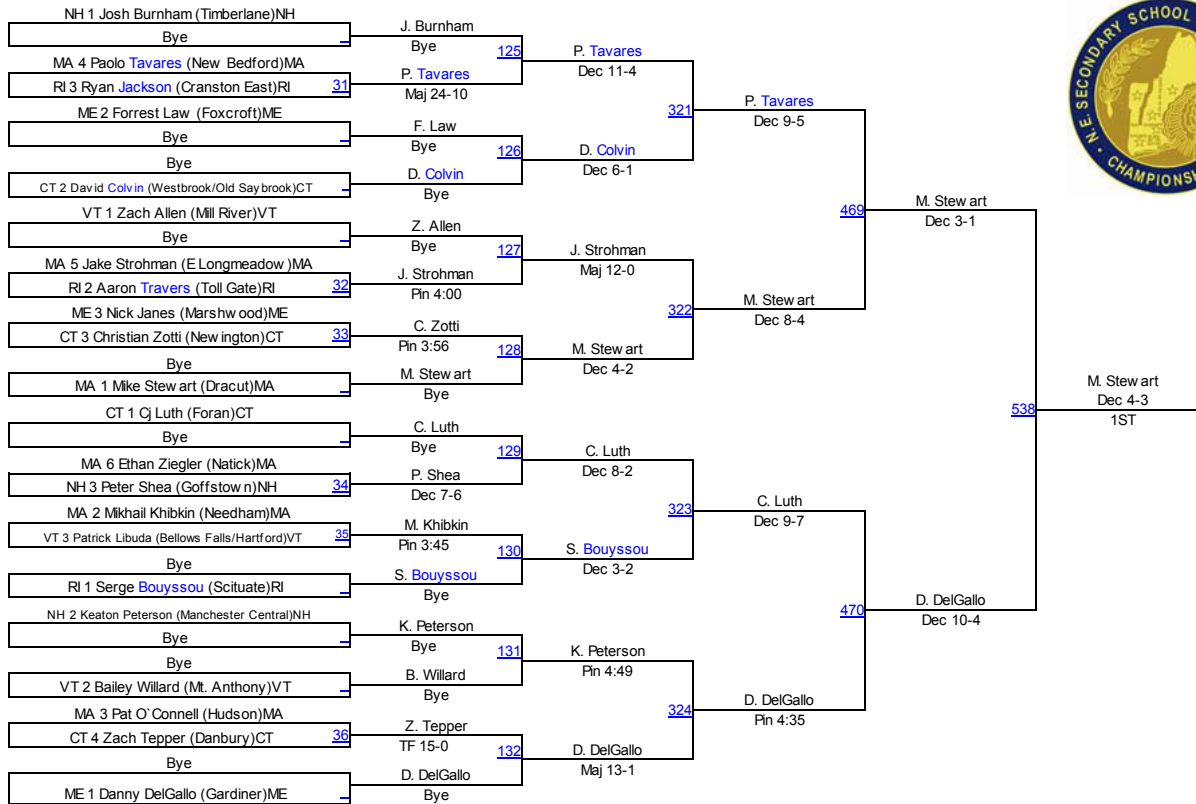 NH 1 Josh Burnham (Timberlane)NH
Bye
MA 4 Paolo Tavares (New Bedford)MA
RI 3 Ryan Jackson (Cranston East)RI 31
ME 2 Forrest Law (Foxcroft)ME
Bye
Bye
CT 2 David Colvin (Westbrook/Old Saybrook)CT
VT 1 Zach Allen (Mill River)VT
Bye
MA 5 Jake Strohman (E Longmeadow)MA
RI 2 Aaron Travers (Toll Gate)RI 32
ME 3 Nick Janes (Marshwood)ME
CT 3 Christian Zotti (Newington)CT 33
Bye
MA 1 Mike Stewart (Dracut)MA
CT 1 Cj Luth (Foran)CT
Bye
MA 6 Ethan Ziegler (Natick)MA
NH 3 Peter Shea (Goffstown)NH 34
MA 2 Mikhail Khibkin (Needham)MA
VT 3 Patrick Libuda (Bellows Falls/Hartford)VT 35
Bye
RI 1 Serge Bouyssou (Scituate)RI
NH 2 Keaton Peterson (Manchester Central)NH
Bye
Bye
VT 2 Bailey Willard (Mt. Anthony)VT
MA 3 Pat O`Connell (Hudson)MA
CT 4 Zach Tepper (Danbury)CT 36
Bye
ME 1 Danny DelGallo (Gardiner)ME
J. Burnham
Bye
125
P. Tavares
Maj 24-10
F. Law
Bye
126
D. Colvin
Bye
Z. Allen
Bye
127
J. Strohman
Pin 4:00
C. Zotti
Pin 3:56
128
M. Stewart
Bye
C. Luth
Bye
129
P. Shea
Dec 7-6
M. Khibkin
Pin 3:45
130
S. Bouyssou
Bye
K. Peterson
Bye
131
B. Willard
Bye
Z. Tepper
TF 15-0
132
D. DelGallo
Bye
P. Tavares
Dec 11-4
321
D. Colvin
Dec 6-1
J. Strohman
Maj 12-0
322
M. Stewart
Dec 4-2
C. Luth
Dec 8-2
323
S. Bouyssou
Dec 3-2
K. Peterson
Pin 4:49
324
D. DelGallo
Maj 13-1
P. Tavares
Dec 9-5
469
M. Stewart
Dec 8-4
C. Luth
Dec 9-7
470
D. DelGallo
Pin 4:35
M. Stewart
Dec 3-1
538
D. DelGallo
Dec 10-4
M. Stewart
Dec 4-3
1ST
N.E. SECONDARY SCHOOL